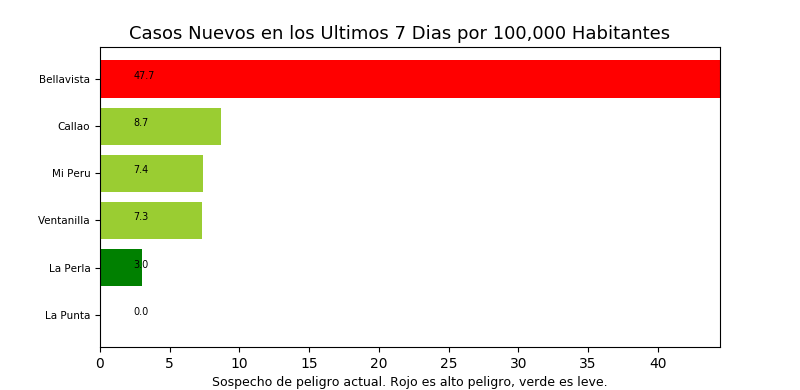 Casos Nuevos en los Ultimos 7 Dias por 100,000 Habitantes
Bellavista 47.7
Callao 8.7
Mi Peru 7.4
Ventanilla 7.3
La Perla 3.0
La Punta 0.0
0 5 10 15 20 25 30 35 40
Sospecho de peligro actual. Rojo es alto peligro, verde es leve.